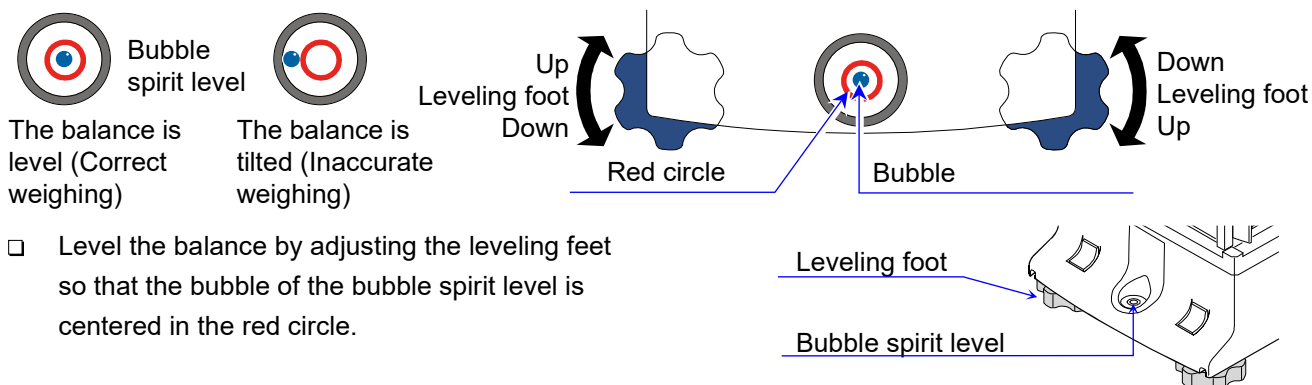 Bubble
spirit level
The balance is
level (Correct
weighing)
The balance is
tilted (Inaccurate
weighing)
Up
Leveling foot
Down
Down
Leveling foot
Up
Red circle
Bubble
❑ Level the balance by adjusting the leveling feet
so that the bubble of the bubble spirit level is
centered in the red circle.
Leveling foot
Bubble spirit level